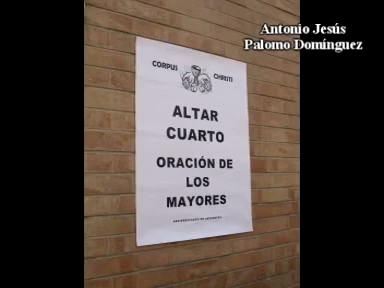 Antonio Jesús
Palomo Domínguez
CORPUS CHRISTI
ALTAR
CUARTO
ORACIÓN DE
LOS
MAYORES